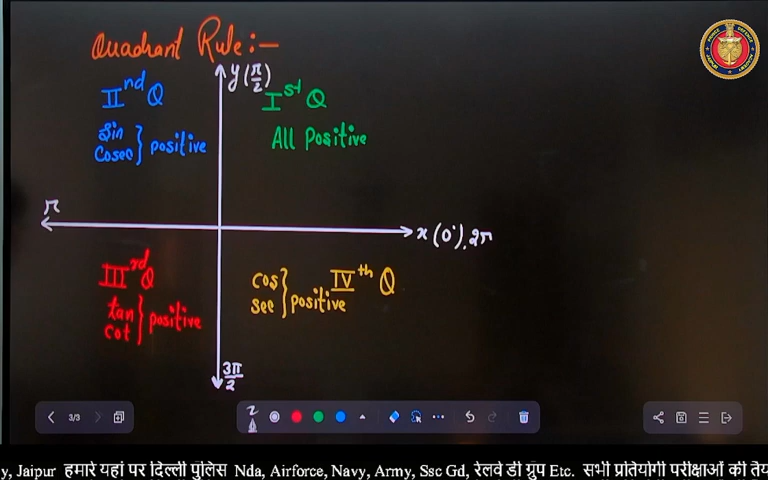 Quadrant Rule:-
y(π/2)
IInd Q
Ist Q
Sin
Cosec } positive
All Positive
π
x (0°), 2π
IIIrd Q
tan
cot } positive
IVth Q
cos
sec } positive
3π/2
3/3
y, Jaipur हमारे यहां पर दिल्ली पुलिस Nda, Airforce, Navy, Army, Ssc Gd, रेलवे डी ग्रुप Etc. सभी प्रतियोगी परीक्षाओं की तैय